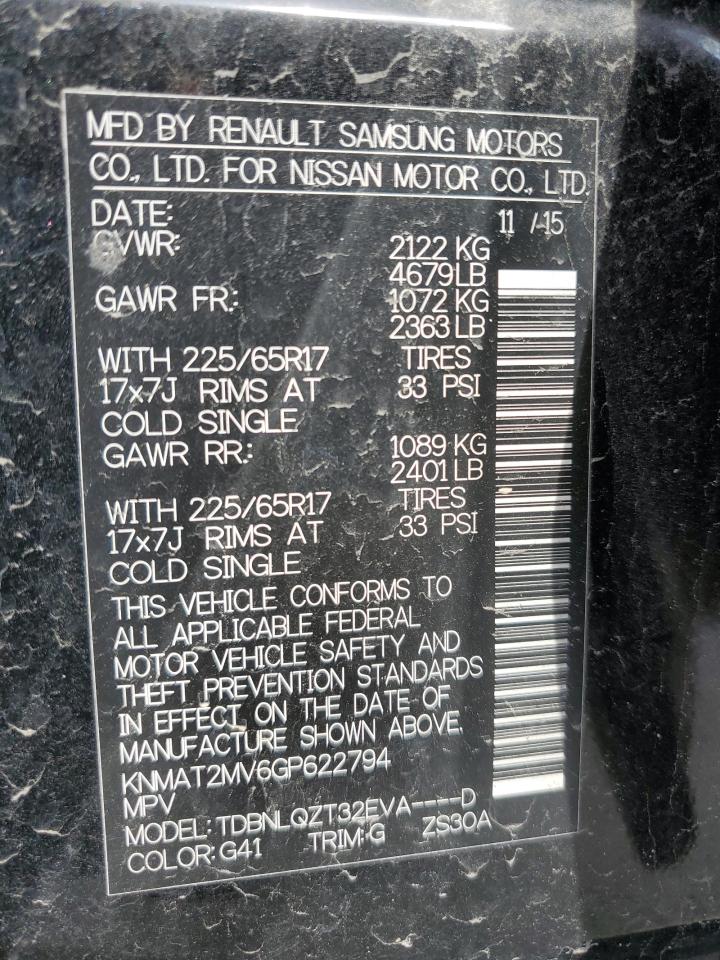 MFD BY RENAULT SAMSUNG MOTORS
CO., LTD. FOR NISSAN MOTOR CO., LTD.
DATE: 11 / 15
GVWR: 2122 KG
4679 LB
GAWR FR.: 1072 KG
2363 LB
WITH 225/65R17 TIRES
17x7J RIMS AT 33 PSI
COLD SINGLE
GAWR RR.: 1089 KG
2401 LB
WITH 225/65R17 TIRES
17x7J RIMS AT 33 PSI
COLD SINGLE
THIS VEHICLE CONFORMS TO
ALL APPLICABLE FEDERAL
MOTOR VEHICLE SAFETY AND
THEFT PREVENTION STANDARDS
IN EFFECT ON THE DATE OF
MANUFACTURE SHOWN ABOVE.
KNMAT2MV6GP622794
MPV
MODEL: TDBNLQZT32EVA----D
COLOR: G41 TRIM: G ZS30A